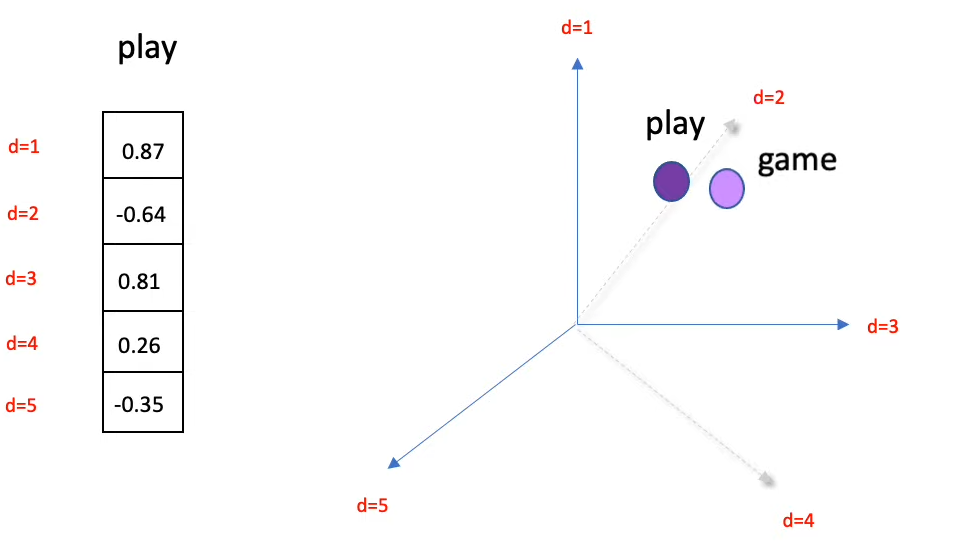 play
d=1 0.87
d=2 -0.64
d=3 0.81
d=4 0.26
d=5 -0.35
d=1
d=2
play
game
d=3
d=5
d=4